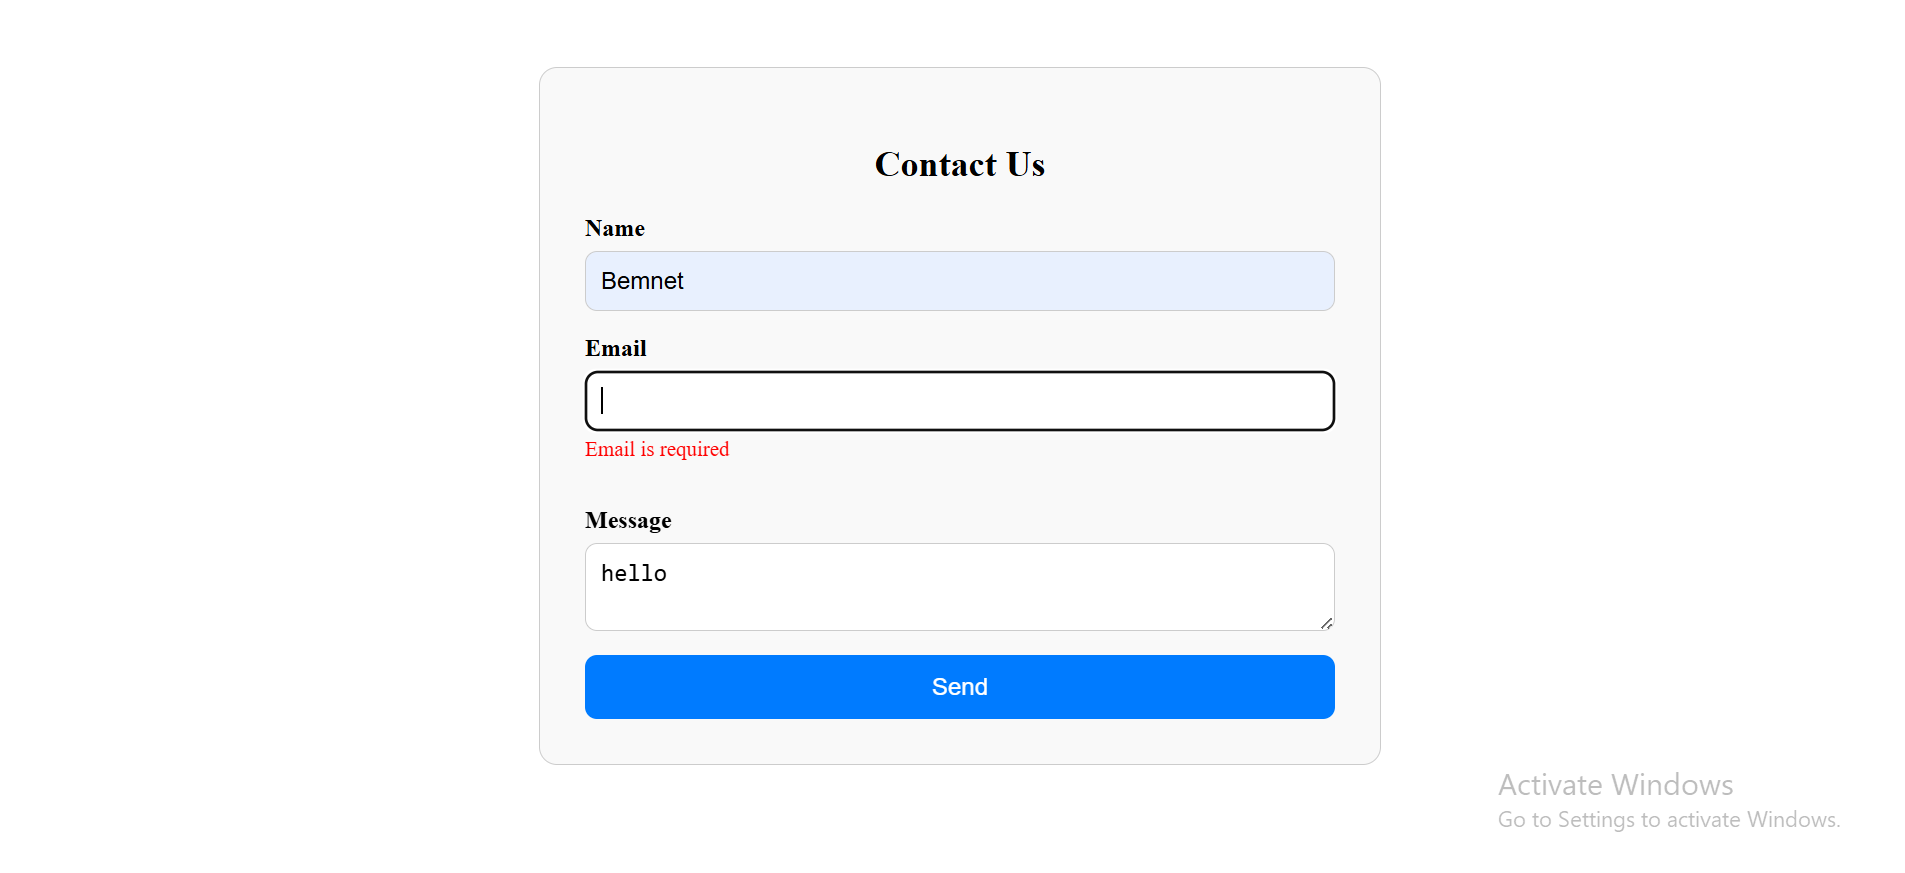 Contact Us
Name
Bemnet
Email
Email is required
Message
hello
Send
Activate Windows
Go to Settings to activate Windows.